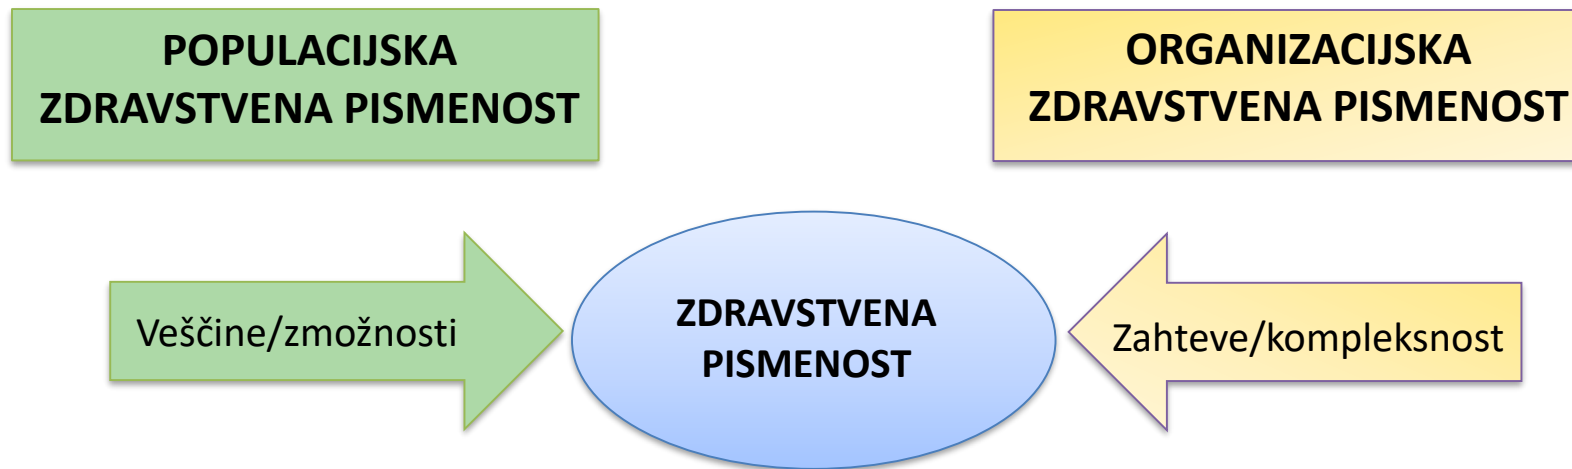 POPULACIJSKA
ZDRAVSTVENA PISMENOST
ORGANIZACIJSKA
ZDRAVSTVENA PISMENOST
Veščine/zmožnosti
ZDRAVSTVENA
PISMENOST
Zahteve/kompleksnost